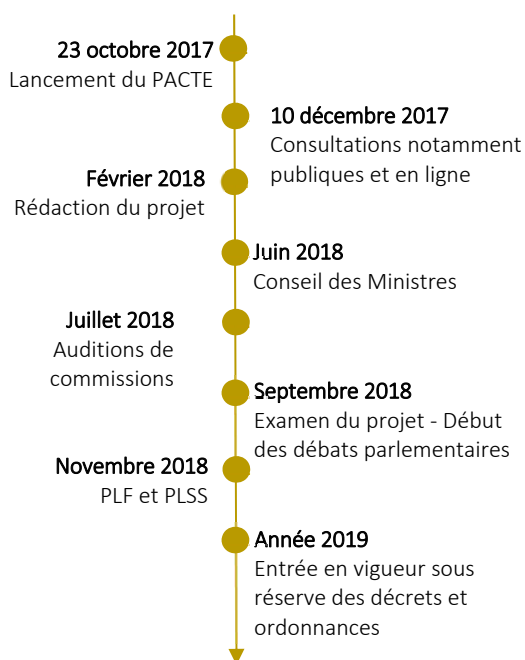 23 octobre 2017
Lancement du PACTE
10 décembre 2017
Consultations notamment
publiques et en ligne
Février 2018
Rédaction du projet
Juin 2018
Conseil des Ministres
Juillet 2018
Auditions de
commissions
Septembre 2018
Examen du projet - Début
des débats parlementaires
Novembre 2018
PLF et PLSS
Année 2019
Entrée en vigueur sous
réserve des décrets et
ordonnances